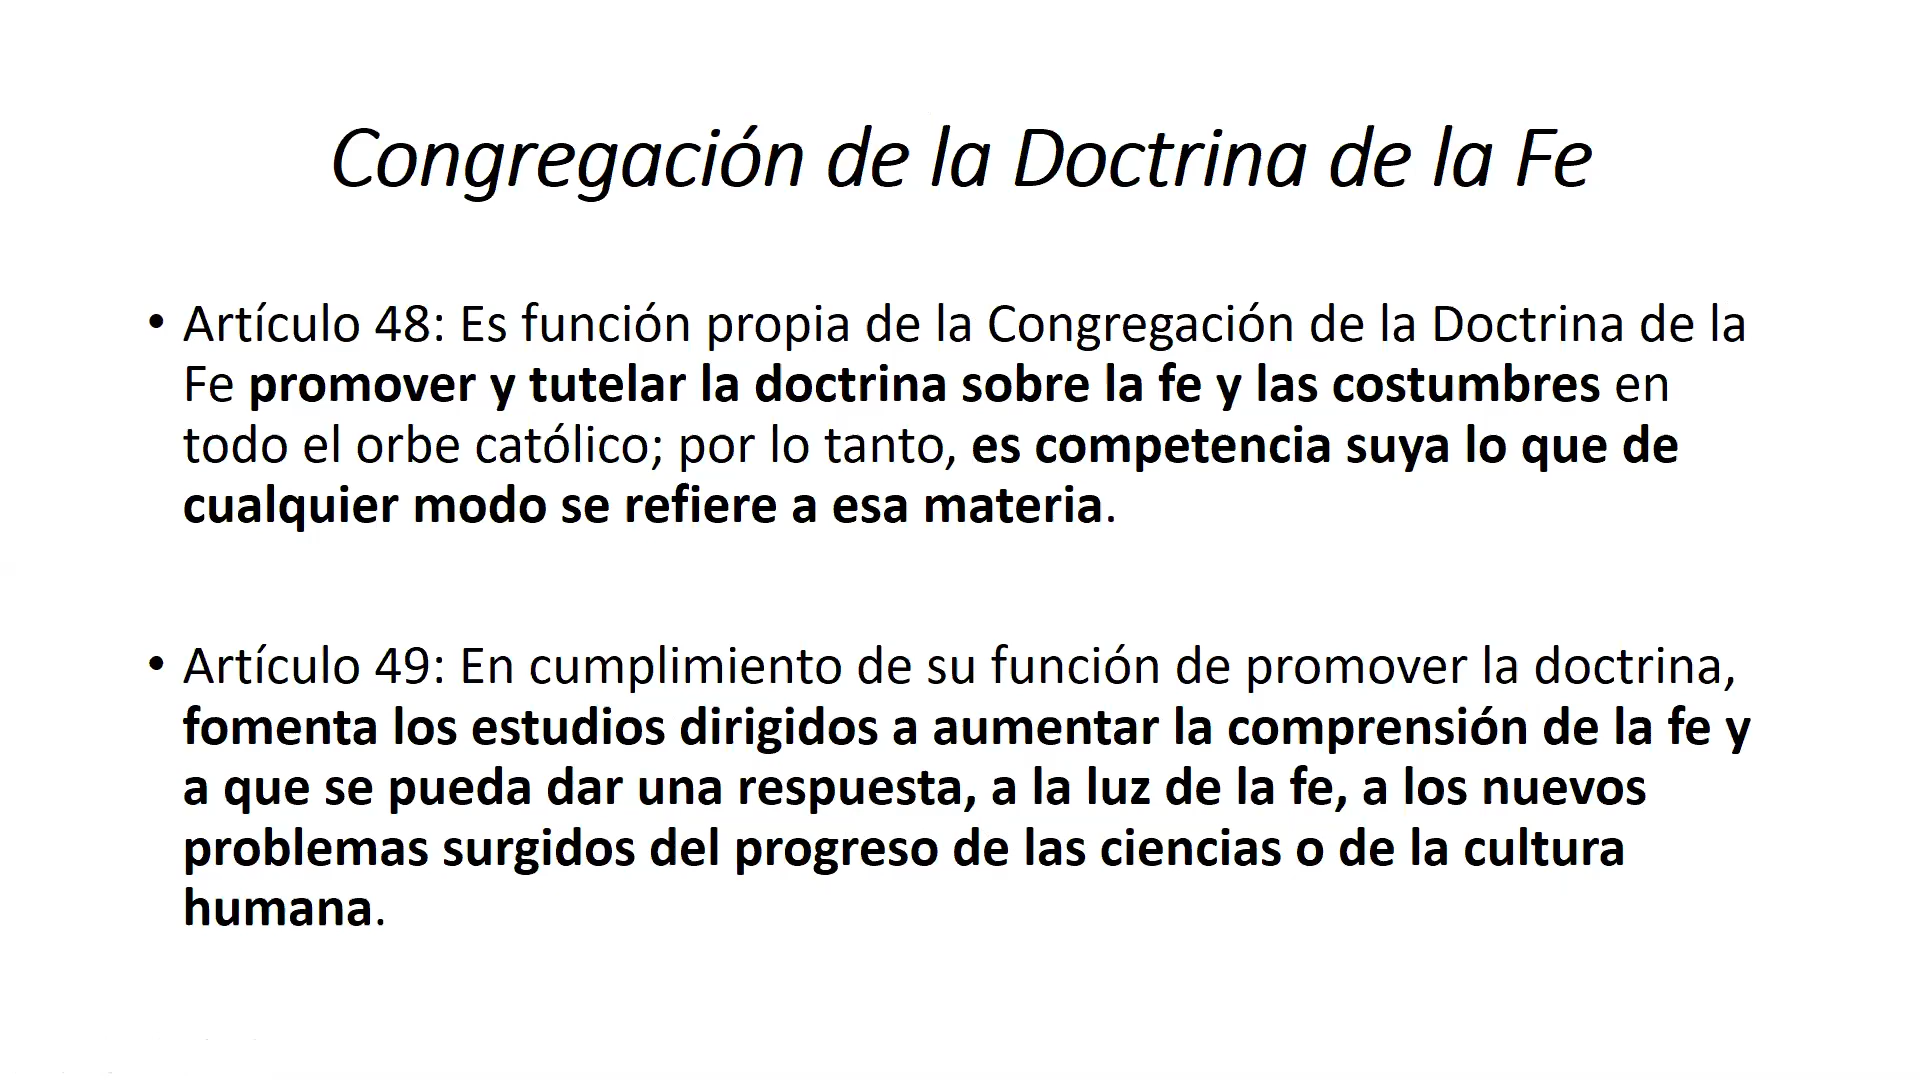 Congregación de la Doctrina de la Fe
• Artículo 48: Es función propia de la Congregación de la Doctrina de la
Fe promover y tutelar la doctrina sobre la fe y las costumbres en
todo el orbe católico; por lo tanto, es competencia suya lo que de
cualquier modo se refiere a esa materia.
• Artículo 49: En cumplimiento de su función de promover la doctrina,
fomenta los estudios dirigidos a aumentar la comprensión de la fe y
a que se pueda dar una respuesta, a la luz de la fe, a los nuevos
problemas surgidos del progreso de las ciencias o de la cultura
humana.